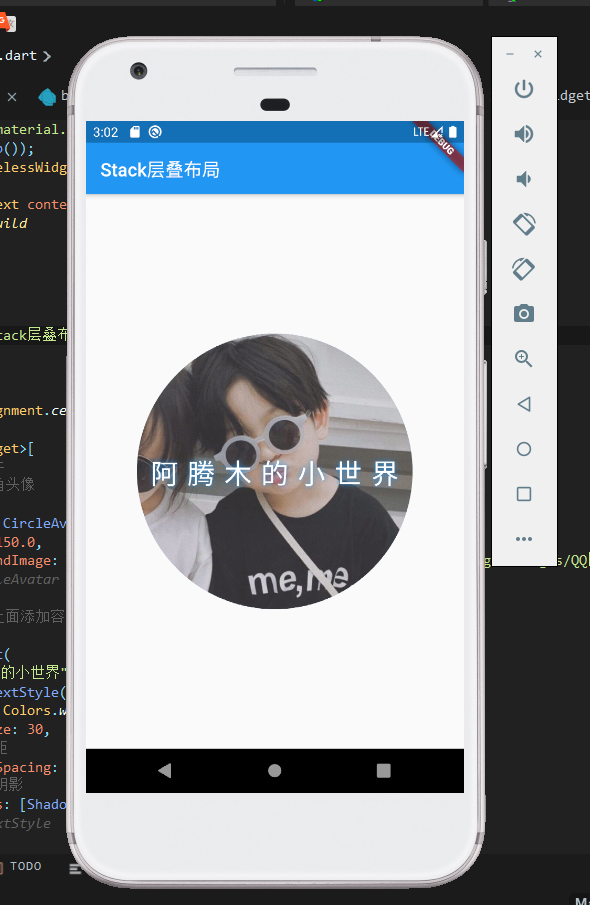 .dart
material.
());
elessWidg
ext conte
uild
3:02
LTE
DEBUG
Stack层叠布局
tack层叠布
gnment.ce
get>[
头像
CircleAv
150.0,
ndImage:
leAvatar
上面添加容
t(
的小世界"
extStyle(
Colors.w
ze: 30,
距
Spacing:
阴影
s: [Shado
xtStyle
TODO
阿腾木的小世界
me,me
idget
s/QQ
Ma